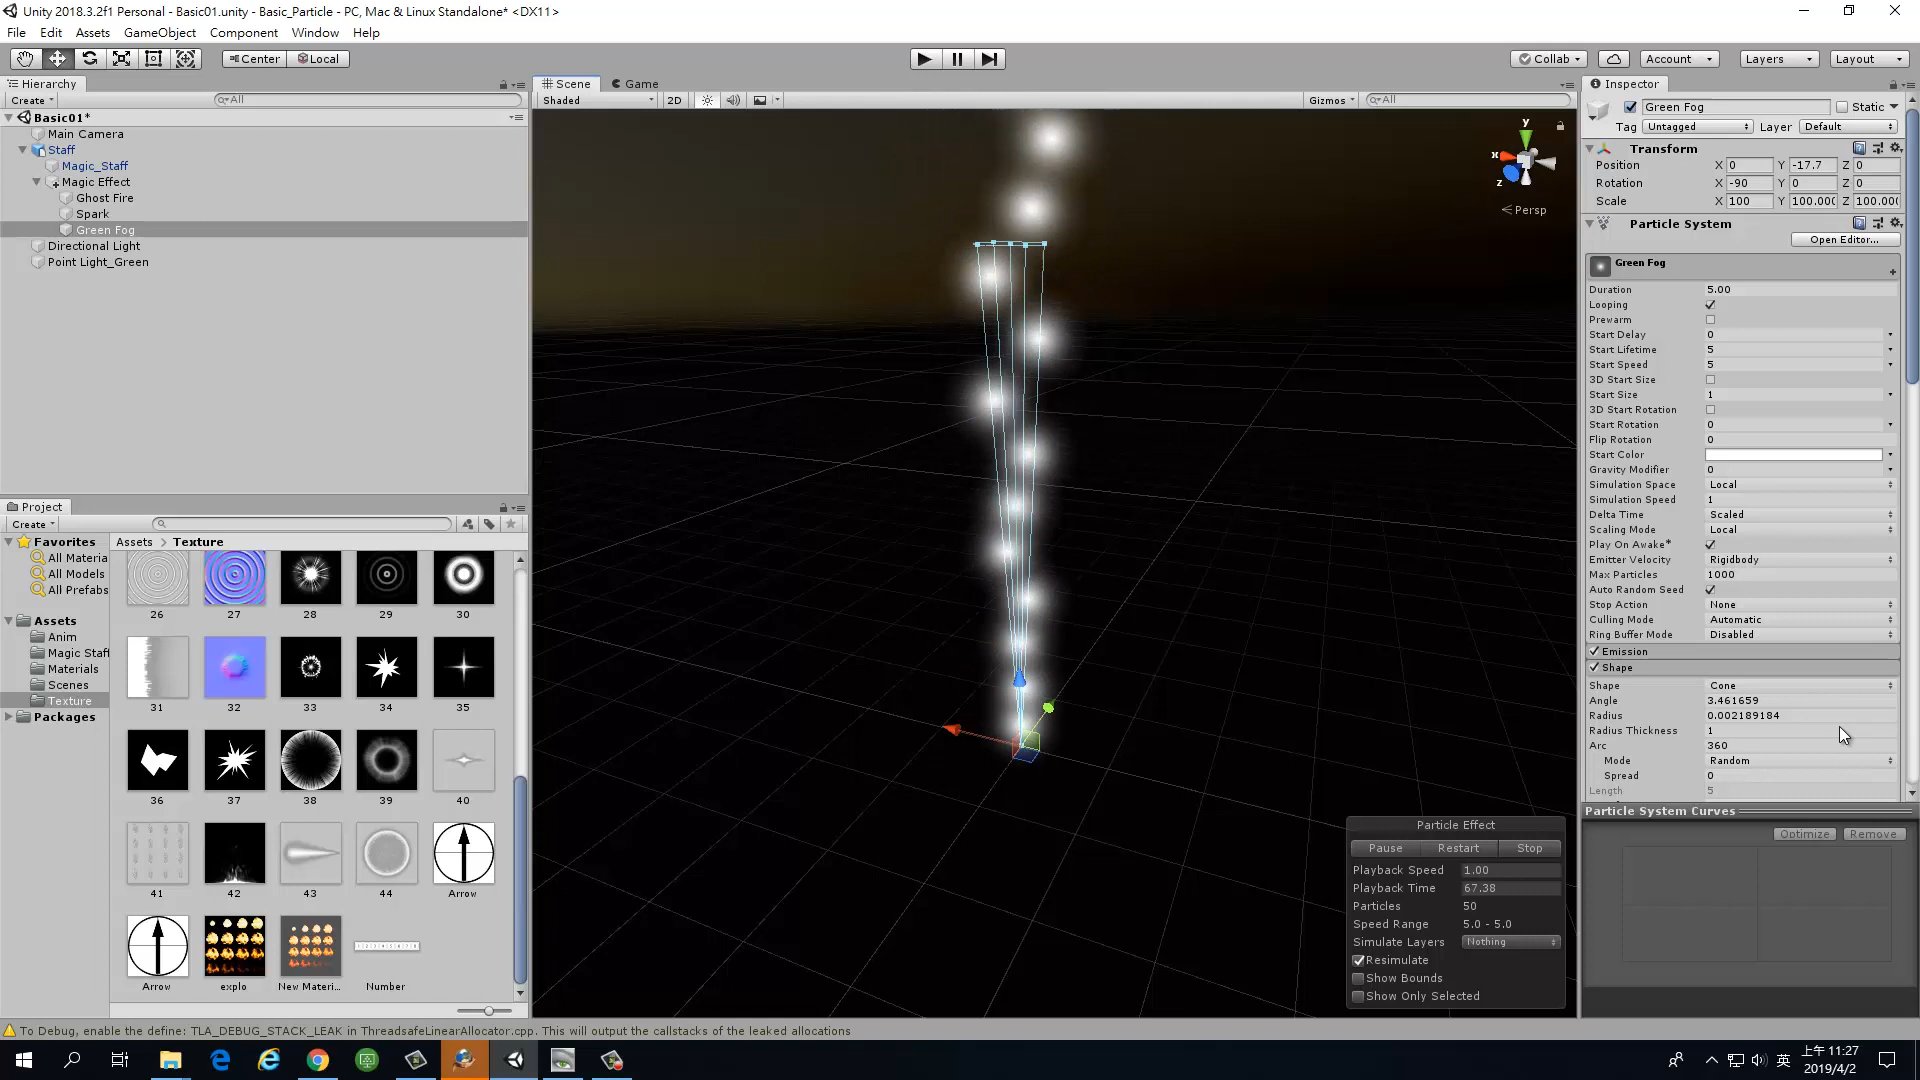 Unity 2018.3.2f1 Personal - Basic01.unity - Basic_Particle - PC, Mac & Linux Standalone* <DX11>
File Edit Assets GameObject Component Window Help
Center Local Collab Account Layers Layout
Hierarchy
Create All
Basic01*
Main Camera
Staff
Magic_Staff
Magic Effect
Ghost Fire
Spark
Green Fog
Directional Light
Point Light_Green
Scene Game
Shaded 2D Gizmos All
y
x
z
Persp
Particle Effect
Pause Restart Stop
Playback Speed 1.00
Playback Time 67.38
Particles 50
Speed Range 5.0 - 5.0
Simulate Layers Nothing
Resimulate
Show Bounds
Show Only Selected
Project
Create
Favorites
All Materia
All Models
All Prefabs
Assets
Anim
Magic Staff
Materials
Scenes
Texture
Packages
Assets > Texture
26 27 28 29 30
31 32 33 34 35
36 37 38 39 40
41 42 43 44 Arrow
Arrow explo New Materi... Number
Inspector
Green Fog Static
Tag Untagged Layer Default
Transform
Position X 0 Y -17.7 Z 0
Rotation X -90 Y 0 Z 0
Scale X 100 Y 100.000 Z 100.000
Particle System
Open Editor...
Green Fog
Duration 5.00
Looping
Prewarm
Start Delay 0
Start Lifetime 5
Start Speed 5
3D Start Size
Start Size 1
3D Start Rotation
Start Rotation 0
Flip Rotation 0
Start Color
Gravity Modifier 0
Simulation Space Local
Simulation Speed 1
Delta Time Scaled
Scaling Mode Local
Play On Awake*
Emitter Velocity Rigidbody
Max Particles 1000
Auto Random Seed
Stop Action None
Culling Mode Automatic
Ring Buffer Mode Disabled
Emission
Shape
Shape Cone
Angle 3.461659
Radius 0.002189184
Radius Thickness 1
Arc 360
Mode Random
Spread 0
Length 5
Particle System Curves
Optimize Remove
To Debug, enable the define: TLA_DEBUG_STACK_LEAK in ThreadsafeLinearAllocator.cpp. This will output the callstacks of the leaked allocations
英
上午 11:27
2019/4/2